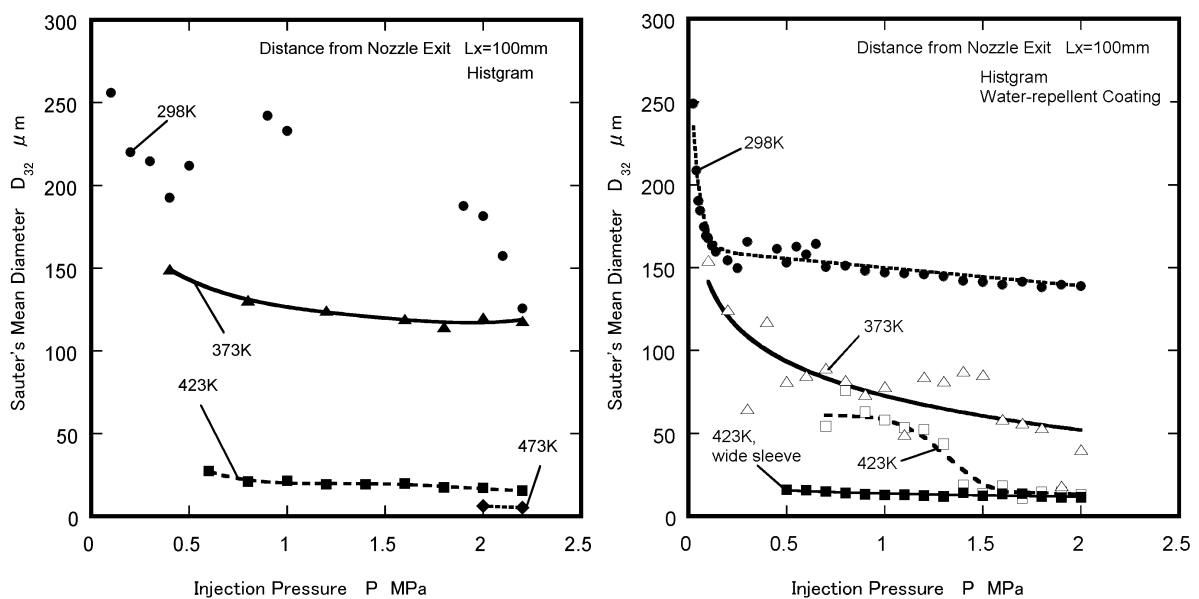 300
250
200
150
100
50
0
0
0.5
1
1.5
2
2.5
Sauter's Mean Diameter D32 μm
Injection Pressure P MPa
Distance from Nozzle Exit Lx=100mm
Histgram
298K
373K
423K
473K
300
250
200
150
100
50
0
0
0.5
1
1.5
2
2.5
Sauter's Mean Diameter D32 μm
Injection Pressure P MPa
Distance from Nozzle Exit Lx=100mm
Histgram
Water-repellent Coating
298K
373K
423K,
wide sleeve
423K